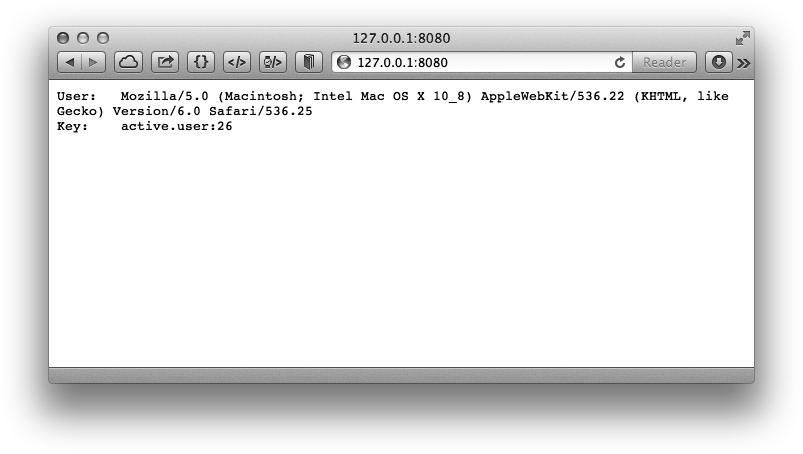 127.0.0.1:8080
{} </> </> 127.0.0.1:8080 Reader »
User: Mozilla/5.0 (Macintosh; Intel Mac OS X 10_8) AppleWebKit/536.22 (KHTML, like
Gecko) Version/6.0 Safari/536.25
Key: active.user:26